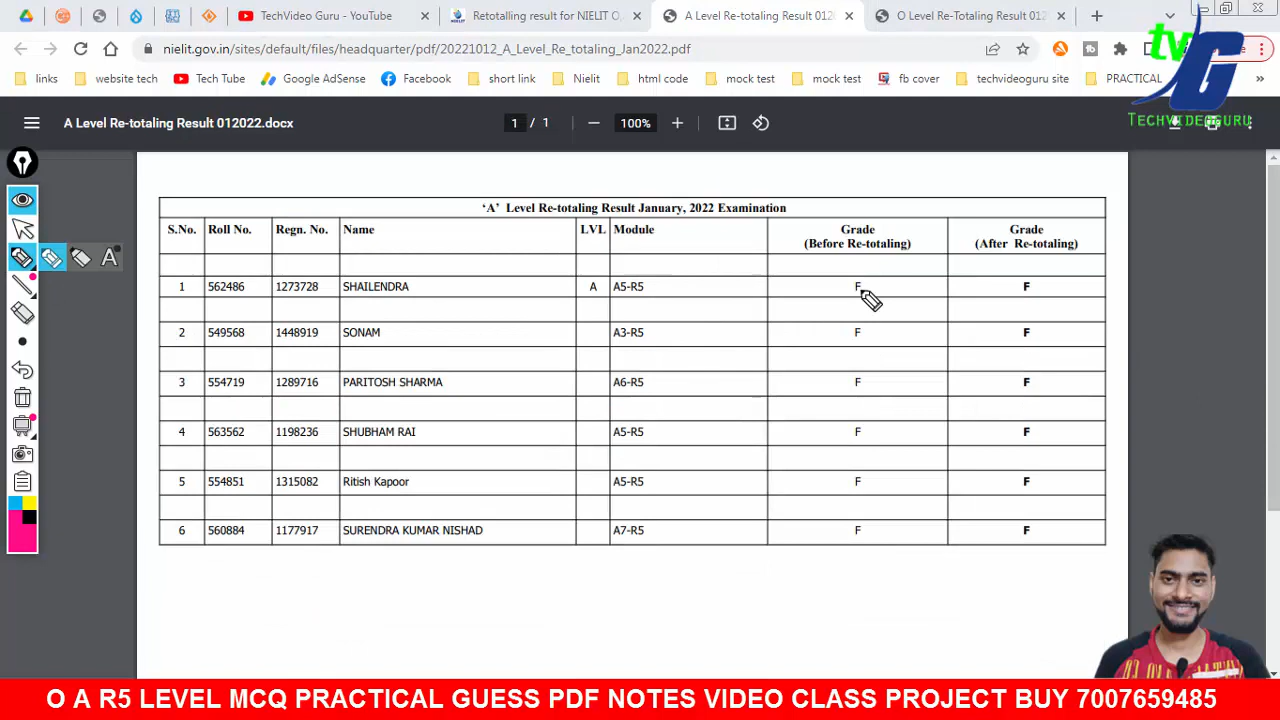 TechVideo Guru - YouTube
Retotalling result for NIELIT O,
A Level Re-totaling Result 012
O Level Re-Totaling Result 012
nielit.gov.in/sites/default/files/headquarter/pdf/20221012_A_Level_Re_totaling_Jan2022.pdf
links website tech Tech Tube Google AdSense Facebook short link Nielit html code mock test mock test fb cover techvideoguru site PRACTICAL »
tv G
TECHVIDEOGURU
A Level Re-totaling Result 012022.docx 1 / 1 100%
A
'A' Level Re-totaling Result January, 2022 Examination
S.No. Roll No. Regn. No. Name LVL Module Grade (Before Re-totaling) Grade (After Re-totaling)
1 562486 1273728 SHAILENDRA A A5-R5 F F
2 549568 1448919 SONAM A3-R5 F F
3 554719 1289716 PARITOSH SHARMA A6-R5 F F
4 563562 1198236 SHUBHAM RAI A5-R5 F F
5 554851 1315082 Ritish Kapoor A5-R5 F F
6 560884 1177917 SURENDRA KUMAR NISHAD A7-R5 F F
O A R5 LEVEL MCQ PRACTICAL GUESS PDF NOTES VIDEO CLASS PROJECT BUY 7007659485